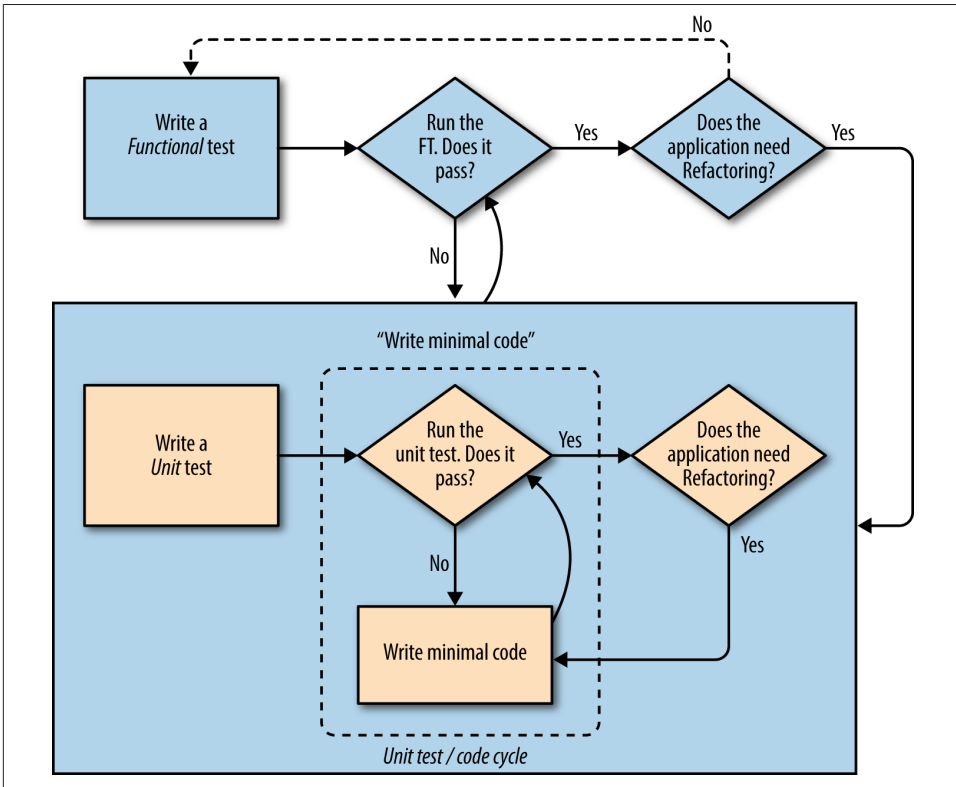 No
Write a
Functional test
Run the
FT. Does it
pass?
Yes
Does the
application need
Refactoring?
Yes
No
“Write minimal code”
Write a
Unit test
Run the
unit test. Does it
pass?
Yes
Does the
application need
Refactoring?
No
Yes
Write minimal code
Unit test / code cycle